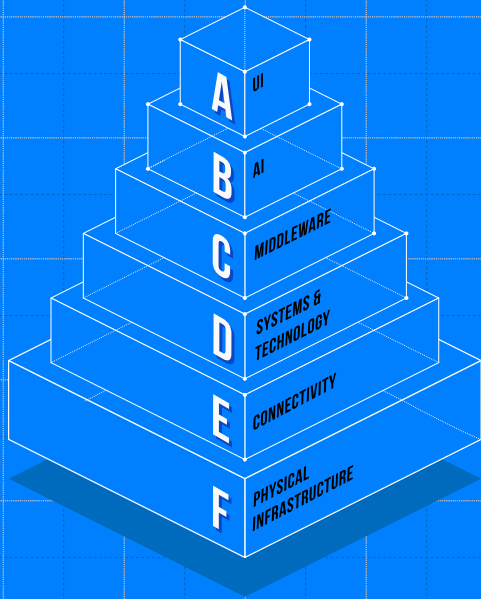 A
UI
B
AI
C
MIDDLEWARE
D
SYSTEMS &
TECHNOLOGY
E
CONNECTIVITY
F
PHYSICAL
INFRASTRUCTURE